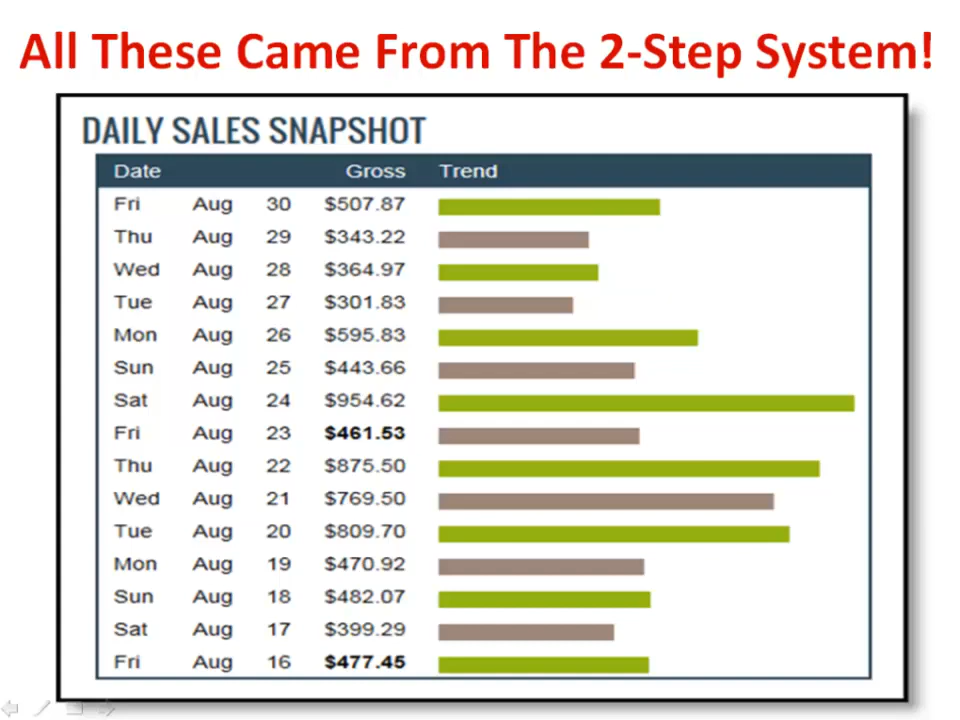 All These Came From The 2-Step System!
DAILY SALES SNAPSHOT
Date Gross Trend
Fri Aug 30 $507.87
Thu Aug 29 $343.22
Wed Aug 28 $364.97
Tue Aug 27 $301.83
Mon Aug 26 $595.83
Sun Aug 25 $443.66
Sat Aug 24 $954.62
Fri Aug 23 $461.53
Thu Aug 22 $875.50
Wed Aug 21 $769.50
Tue Aug 20 $809.70
Mon Aug 19 $470.92
Sun Aug 18 $482.07
Sat Aug 17 $399.29
Fri Aug 16 $477.45